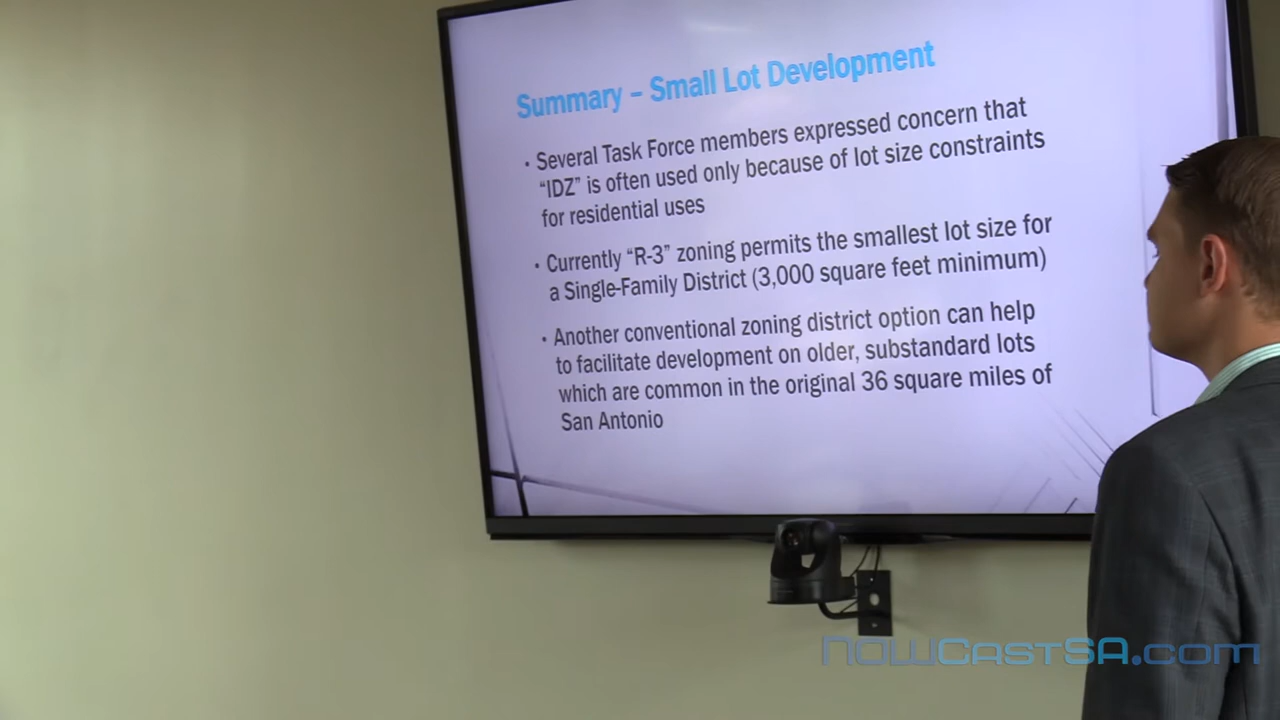 Summary – Small Lot Development
• Several Task Force members expressed concern that
“IDZ” is often used only because of lot size constraints
for residential uses
• Currently “R-3” zoning permits the smallest lot size for
a Single-Family District (3,000 square feet minimum)
• Another conventional zoning district option can help
to facilitate development on older, substandard lots
which are common in the original 36 square miles of
San Antonio
NOWCastSA.com